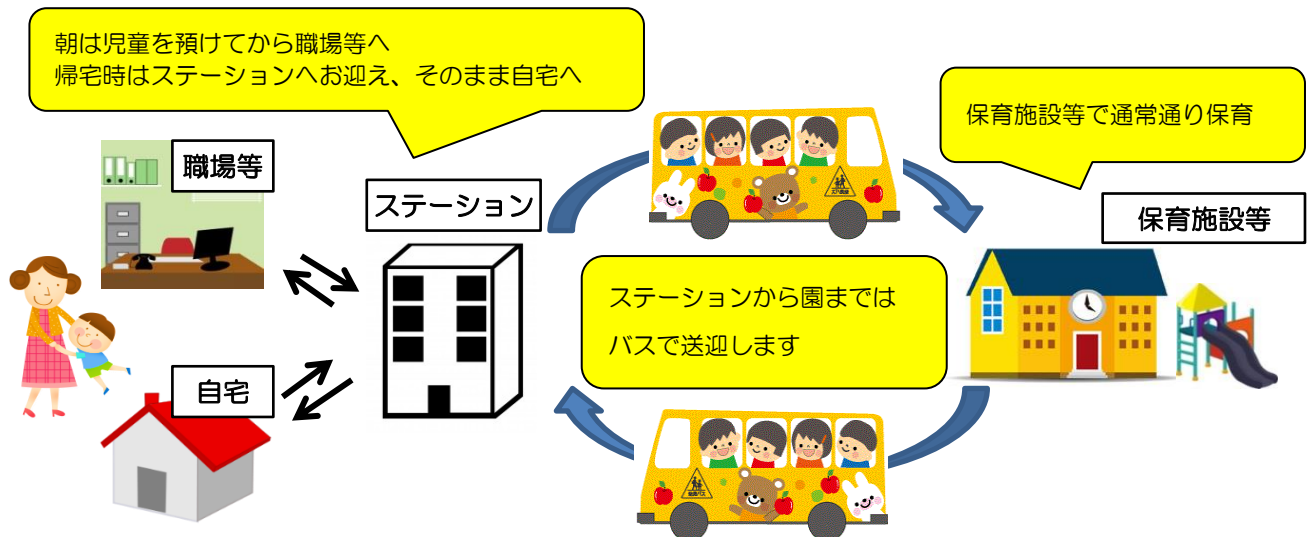 朝は児童を預けてから職場等へ
帰宅時はステーションへお迎え、そのまま自宅へ
保育施設等で通常通り保育
職場等
ステーション
保育施設等
ステーションから園までは
バスで送迎します
自宅